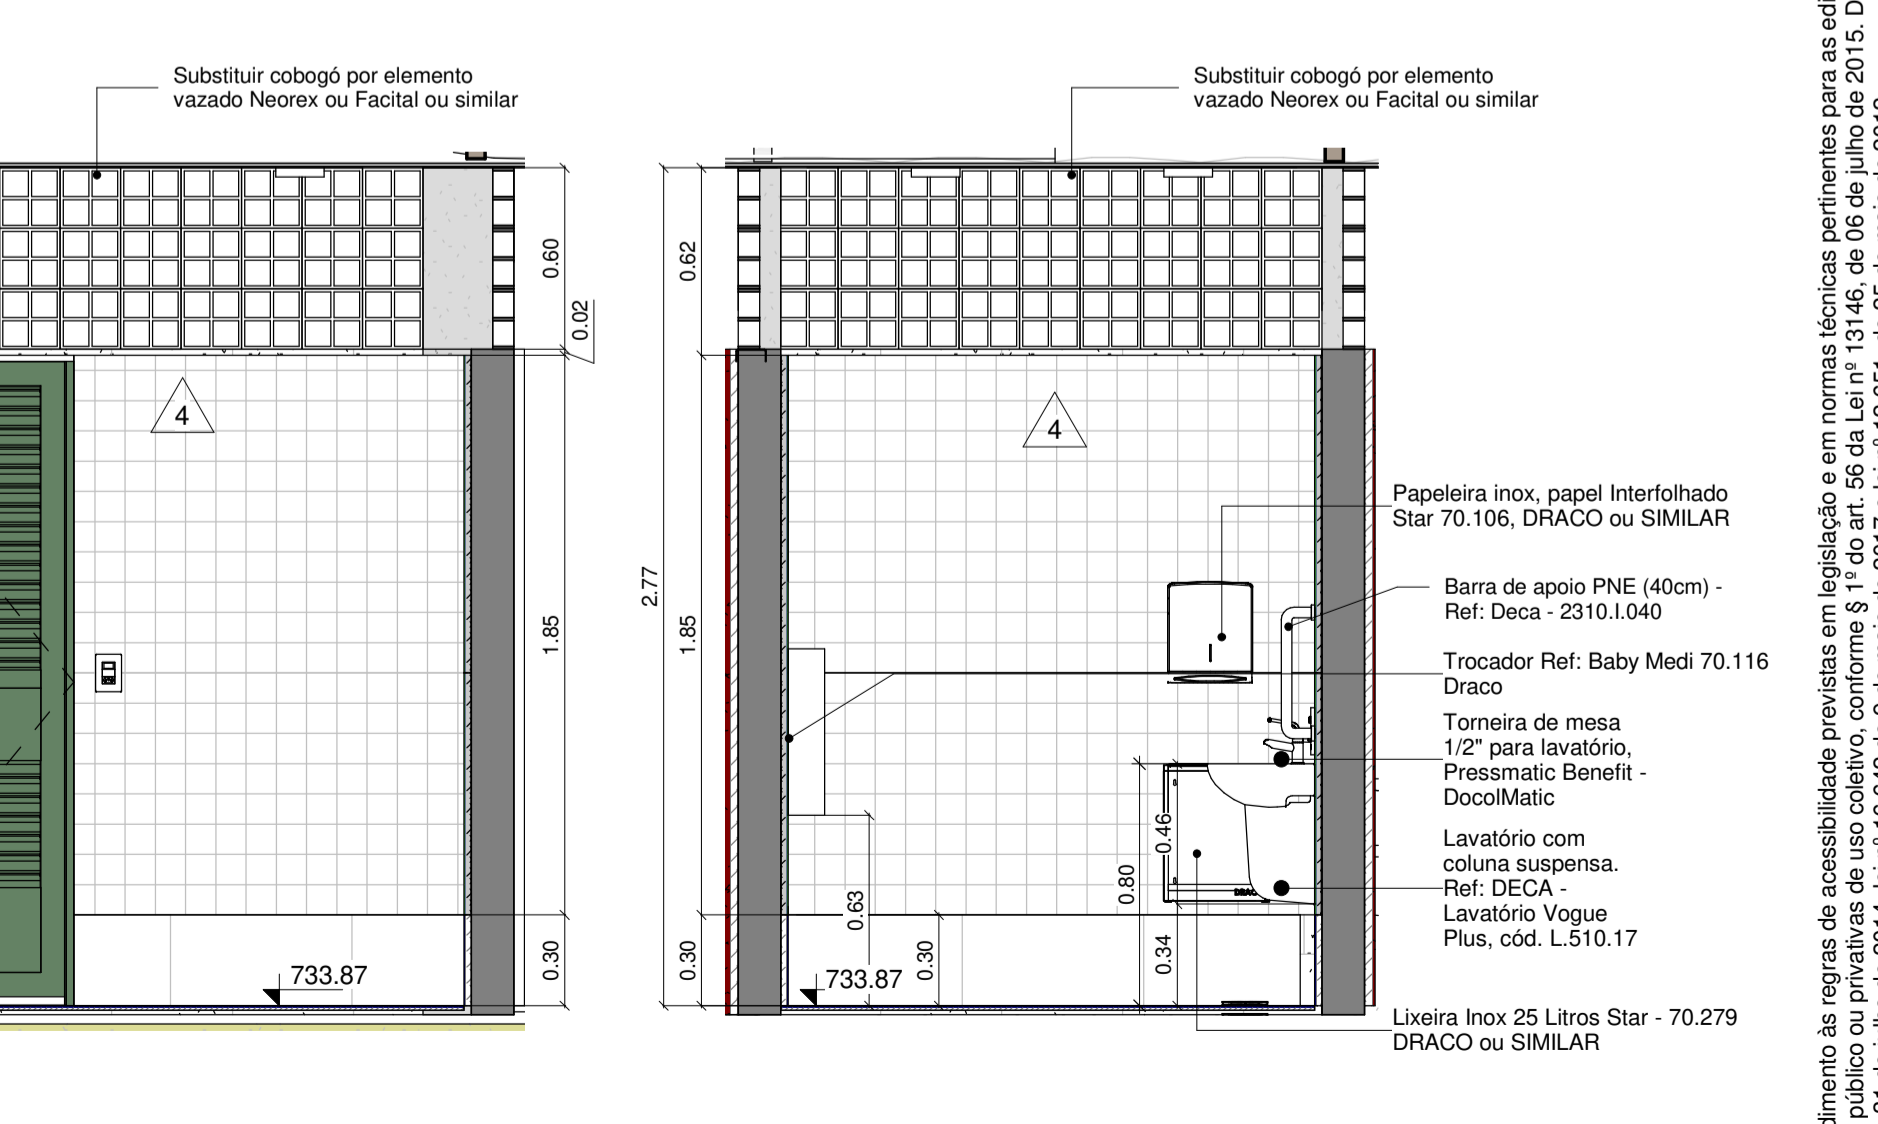 Substituir cobogó por elemento
vazado Neorex ou Facital ou similar
0.60
0.02
4
1.85
733.87
0.30
Substituir cobogó por elemento
vazado Neorex ou Facital ou similar
0.62
2.77
1.85
0.30
4
Papeleira inox, papel Interfolhado
Star 70.106, DRACO ou SIMILAR
Barra de apoio PNE (40cm) -
Ref: Deca - 2310.I.040
Trocador Ref: Baby Medi 70.116
Draco
Torneira de mesa
1/2" para lavatório,
Pressmatic Benefit -
DocolMatic
Lavatório com
coluna suspensa.
Ref: DECA -
Lavatório Vogue
Plus, cód. L.510.17
0.46
0.80
0.63
0.30
0.34
733.87
Lixeira Inox 25 Litros Star - 70.279
DRACO ou SIMILAR
dimento às regras de acessibilidade previstas em legislação e em normas técnicas pertinentes para as edi
público ou privativas de uso coletivo, conforme § 1º do art. 56 da Lei nº 13146, de 06 de julho de 2015. D